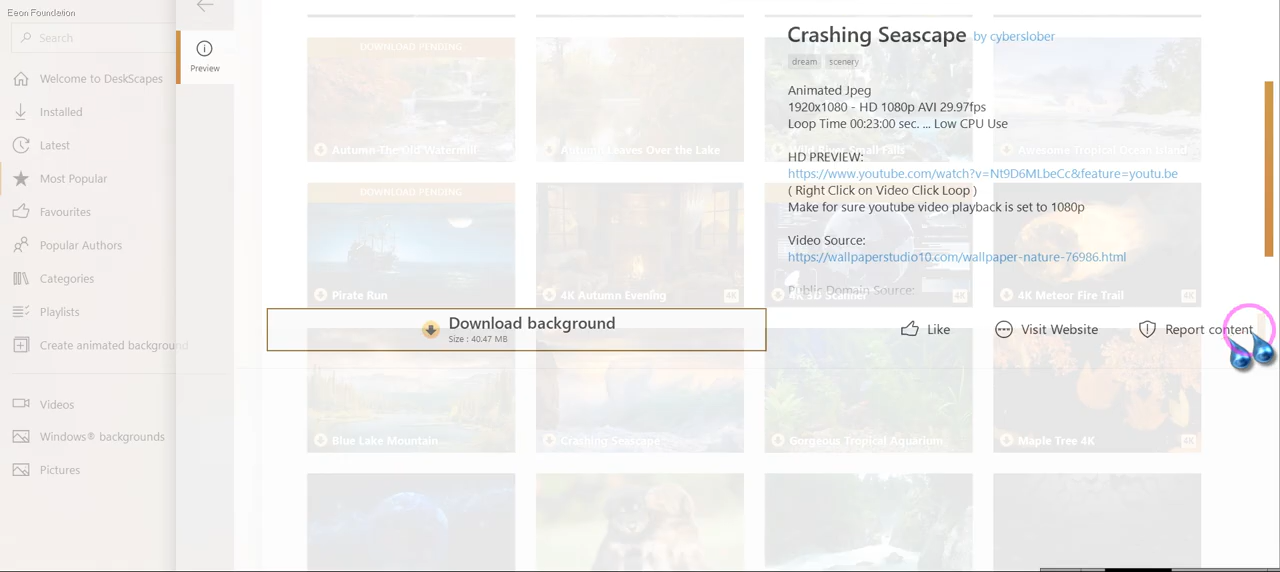 Eeon Foundation
Search
Welcome to DeskScapes
Installed
Latest
Most Popular
Favourites
Popular Authors
Categories
Playlists
Create animated background
Videos
Windows® backgrounds
Pictures
Preview
DOWNLOAD PENDING
Autumn The Old Watermill
Autumn Leaves Over the Lake
Wild River Small Falls
Awesome Tropical Ocean Island
DOWNLOAD PENDING
Pirate Run
4K Autumn Evening
4K
4K 3D Scanner
4K
4K Meteor Fire Trail
4K
Blue Lake Mountain...
Crashing Seascape
Gorgeous Tropical Aquarium
Maple Tree 4K
4K
Crashing Seascape by cyberslober
dream scenery
Animated Jpeg
1920x1080 - HD 1080p AVI 29.97fps
Loop Time 00:23:00 sec. ... Low CPU Use
HD PREVIEW:
https://www.youtube.com/watch?v=Nt9D6MLbeCc&feature=youtu.be
( Right Click on Video Click Loop )
Make for sure youtube video playback is set to 1080p
Video Source:
https://wallpaperstudio10.com/wallpaper-nature-76986.html
Public Domain Source:
Download background
Size : 40.47 MB
Like
Visit Website
Report content